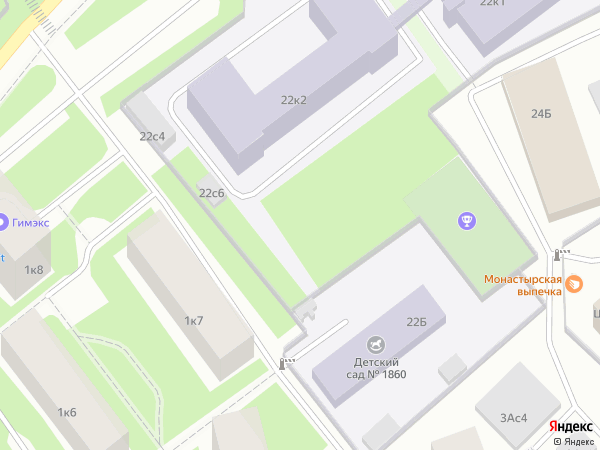 22к1
22к2
24Б
22с4
22с6
Гимэкс
1к8
Монастырская
выпечка
1к7
22Б
Детский
сад № 1860
1к6
3Ас4
Яндекс
© Яндекс